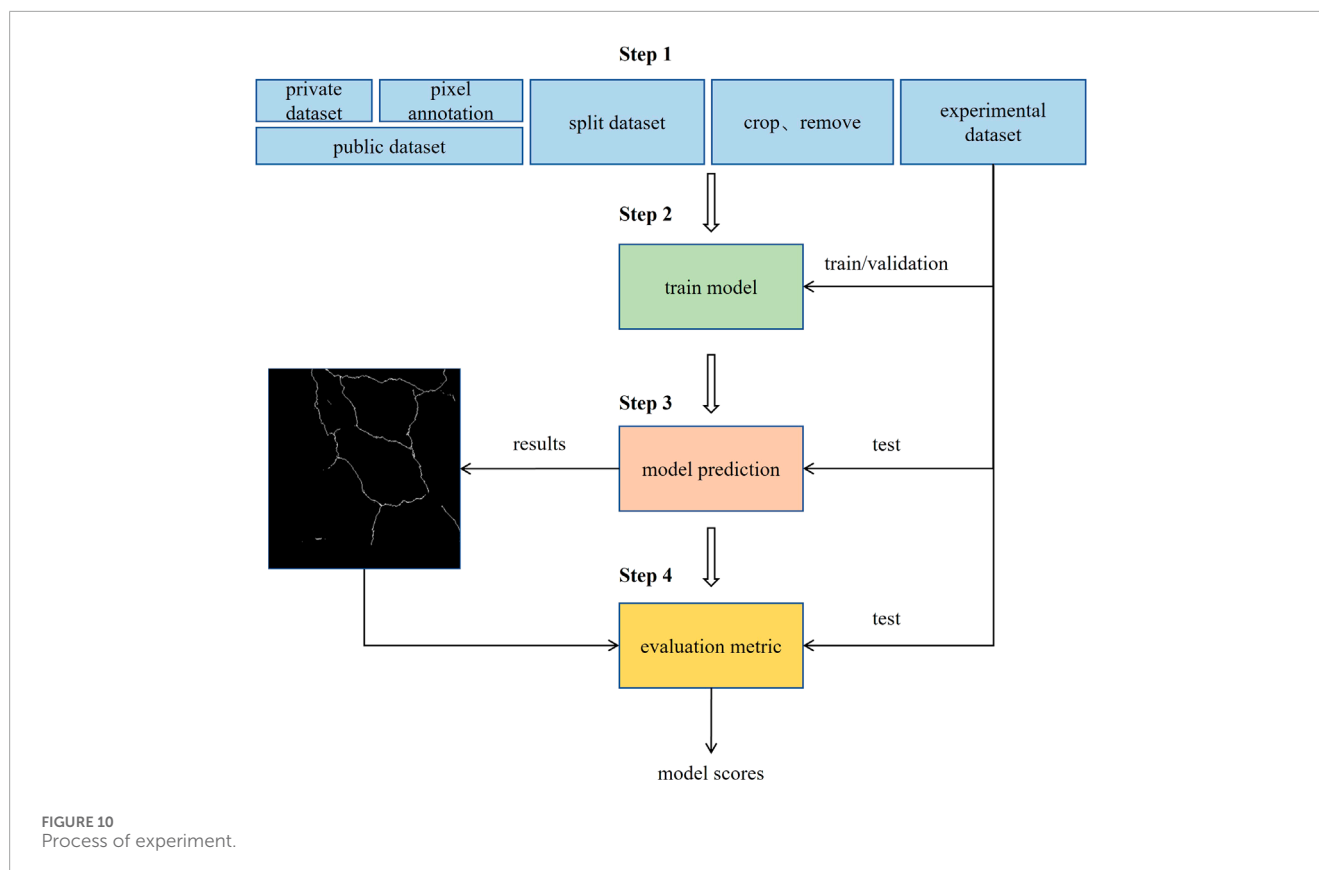 Step 1
private
dataset
pixel
annotation
public dataset
split dataset
crop、remove
experimental
dataset
Step 2
train model
train/validation
Step 3
model prediction
results
test
Step 4
evaluation metric
test
model scores
FIGURE 10
Process of experiment.